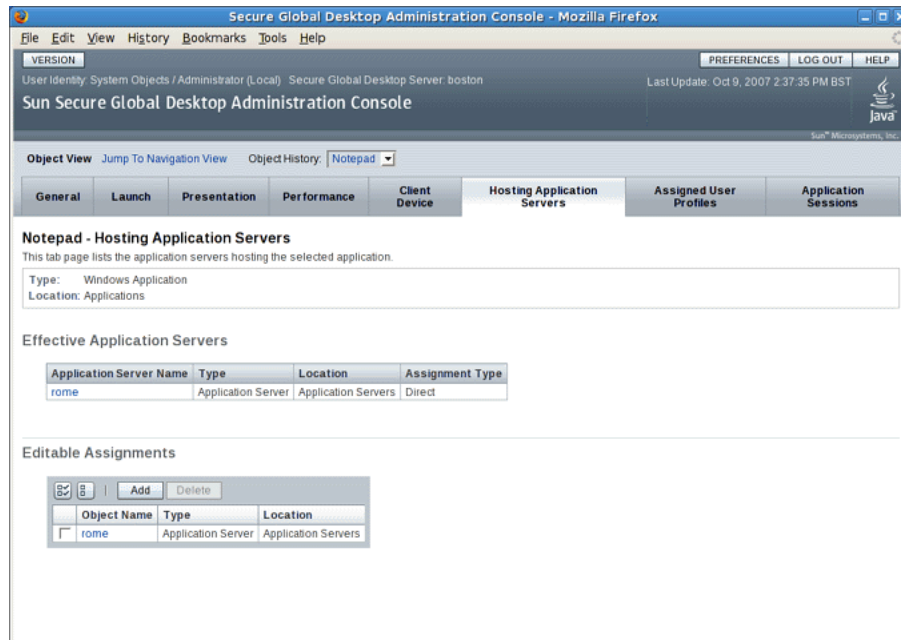 Secure Global Desktop Administration Console - Mozilla Firefox
File Edit View History Bookmarks Tools Help
VERSION PREFERENCES LOG OUT HELP
User Identity: System Objects / Administrator (Local) Secure Global Desktop Server: boston Last Update: Oct 9, 2007 2:37:35 PM BST
Sun Secure Global Desktop Administration Console
Java
Sun™ Microsystems, Inc.
Object View Jump To Navigation View Object History: Notepad
General Launch Presentation Performance Client Device Hosting Application Servers Assigned User Profiles Application Sessions
Notepad - Hosting Application Servers
This tab page lists the application servers hosting the selected application.
Type: Windows Application
Location: Applications
Effective Application Servers
Application Server Name Type Location Assignment Type
rome Application Server Application Servers Direct
Editable Assignments
Add Delete
Object Name Type Location
rome Application Server Application Servers